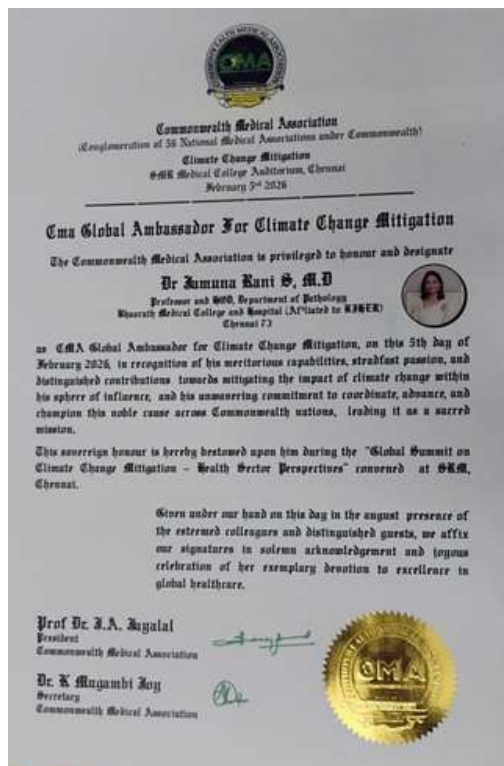 CMA
Commonwealth Medical Association
(Conglomeration of 56 National Medical Associations under Commonwealth)
Climate Change Mitigation
SMR Medical College Auditorium, Chennai
February 5th 2026
Cma Global Ambassador For Climate Change Mitigation
The Commonwealth Medical Association is privileged to honour and designate
Dr Jamuna Rani S, M.D
Professor and HOD, Department of Pathology
Bhaarath Medical College and Hospital (Af'liated to BIHER)
Chennai 73
as CMA Global Ambassador for Climate Change Mitigation, on this 5th day of
February 2026, in recognition of his meritorious capabilities, steadfast passion, and
distinguished contributions towards mitigating the impact of climate change within
his sphere of influence, and his unwavering commitment to coordinate, advance, and
champion this noble cause across Commonwealth nations, leading it as a sacred
mission.
This sovereign honour is hereby bestowed upon him during the "Global Summit on
Climate Change Mitigation – Health Sector Perspectives" convened at SRM,
Chennai.
Given under our hand on this day in the august presence of
the esteemed colleagues and distinguished guests, we affix
our signatures in solemn acknowledgement and joyous
celebration of her exemplary devotion to excellence in
global healthcare.
Prof Dr. J.A. Jayalal
President
Commonwealth Medical Association
Dr. K Mugambi Joy
Secretary
Commonwealth Medical Association
CMA